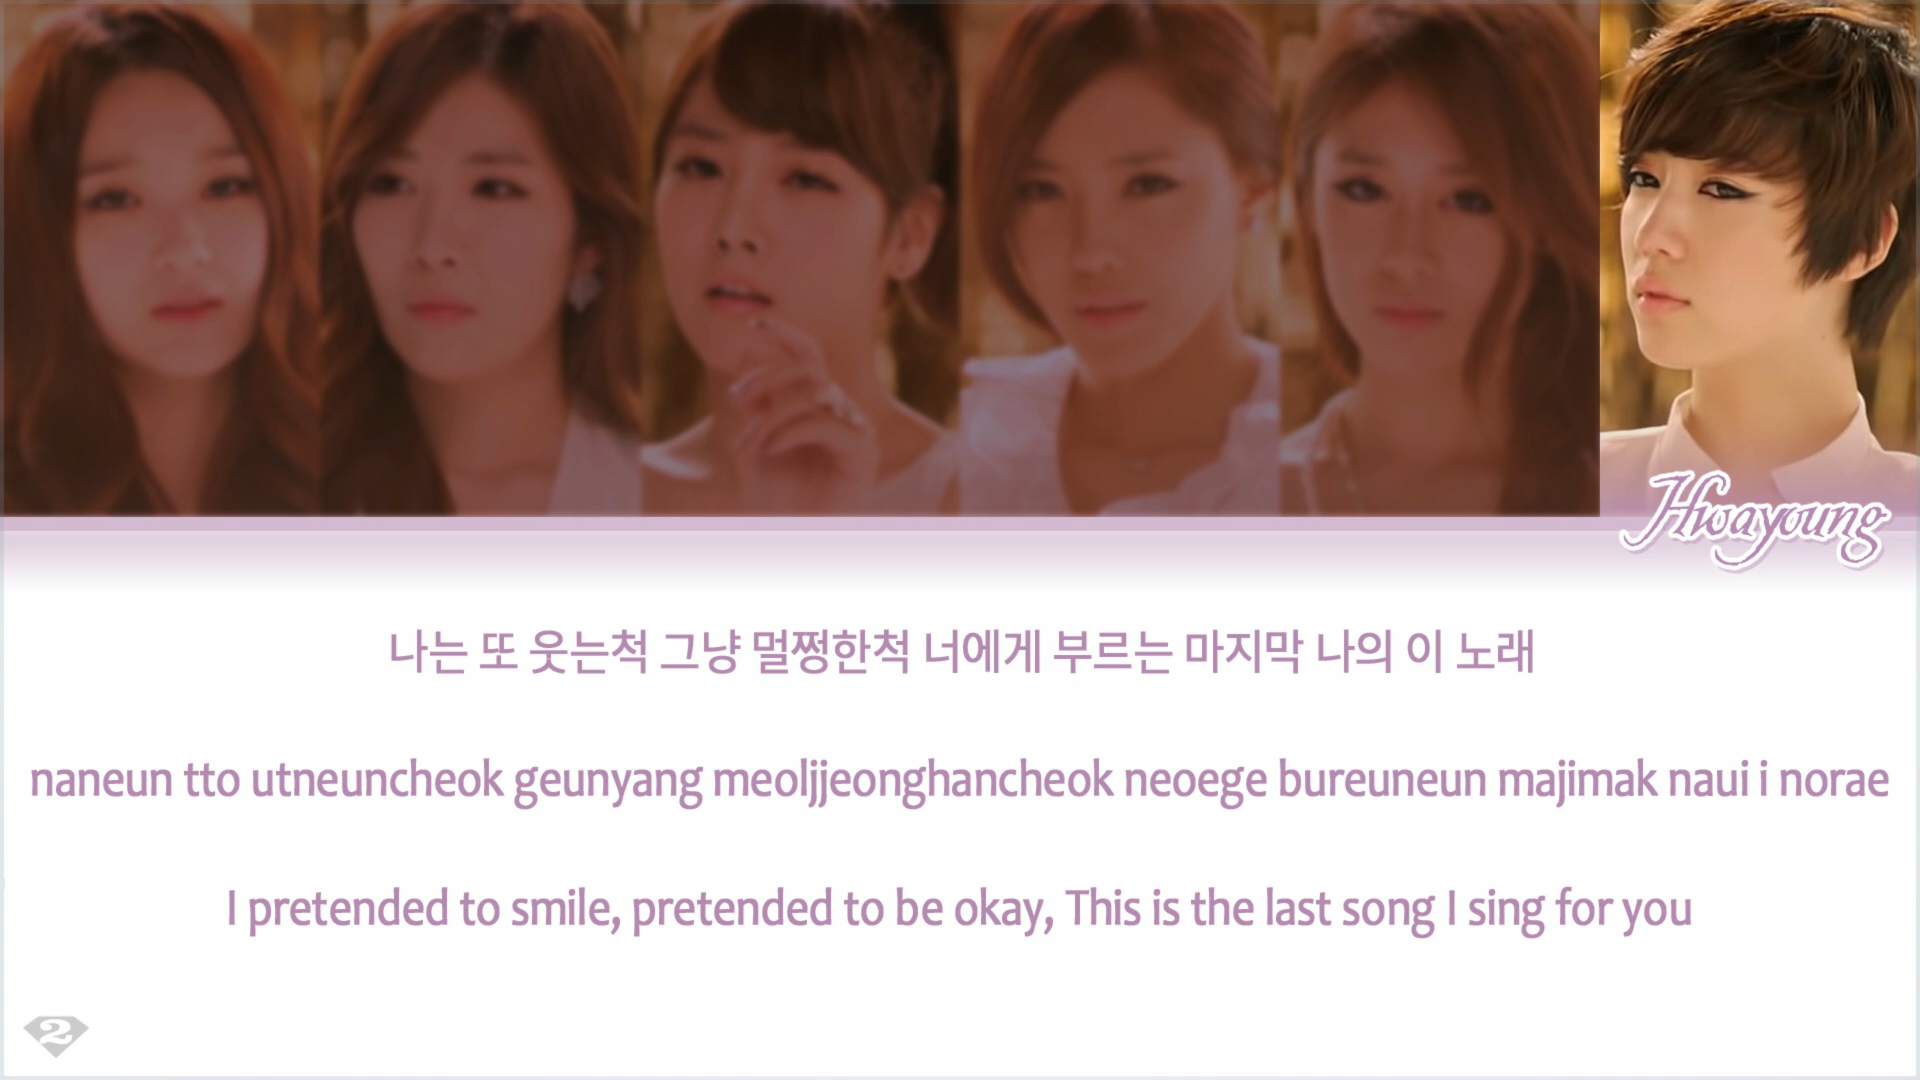 Hwayoung
나는 또 웃는척 그냥 멀쩡한척 너에게 부르는 마지막 나의 이 노래
naneun tto utneuncheok geunyang meoljjeonghancheok neoege bureuneun majimak naui i norae
I pretended to smile, pretended to be okay, This is the last song I sing for you
2